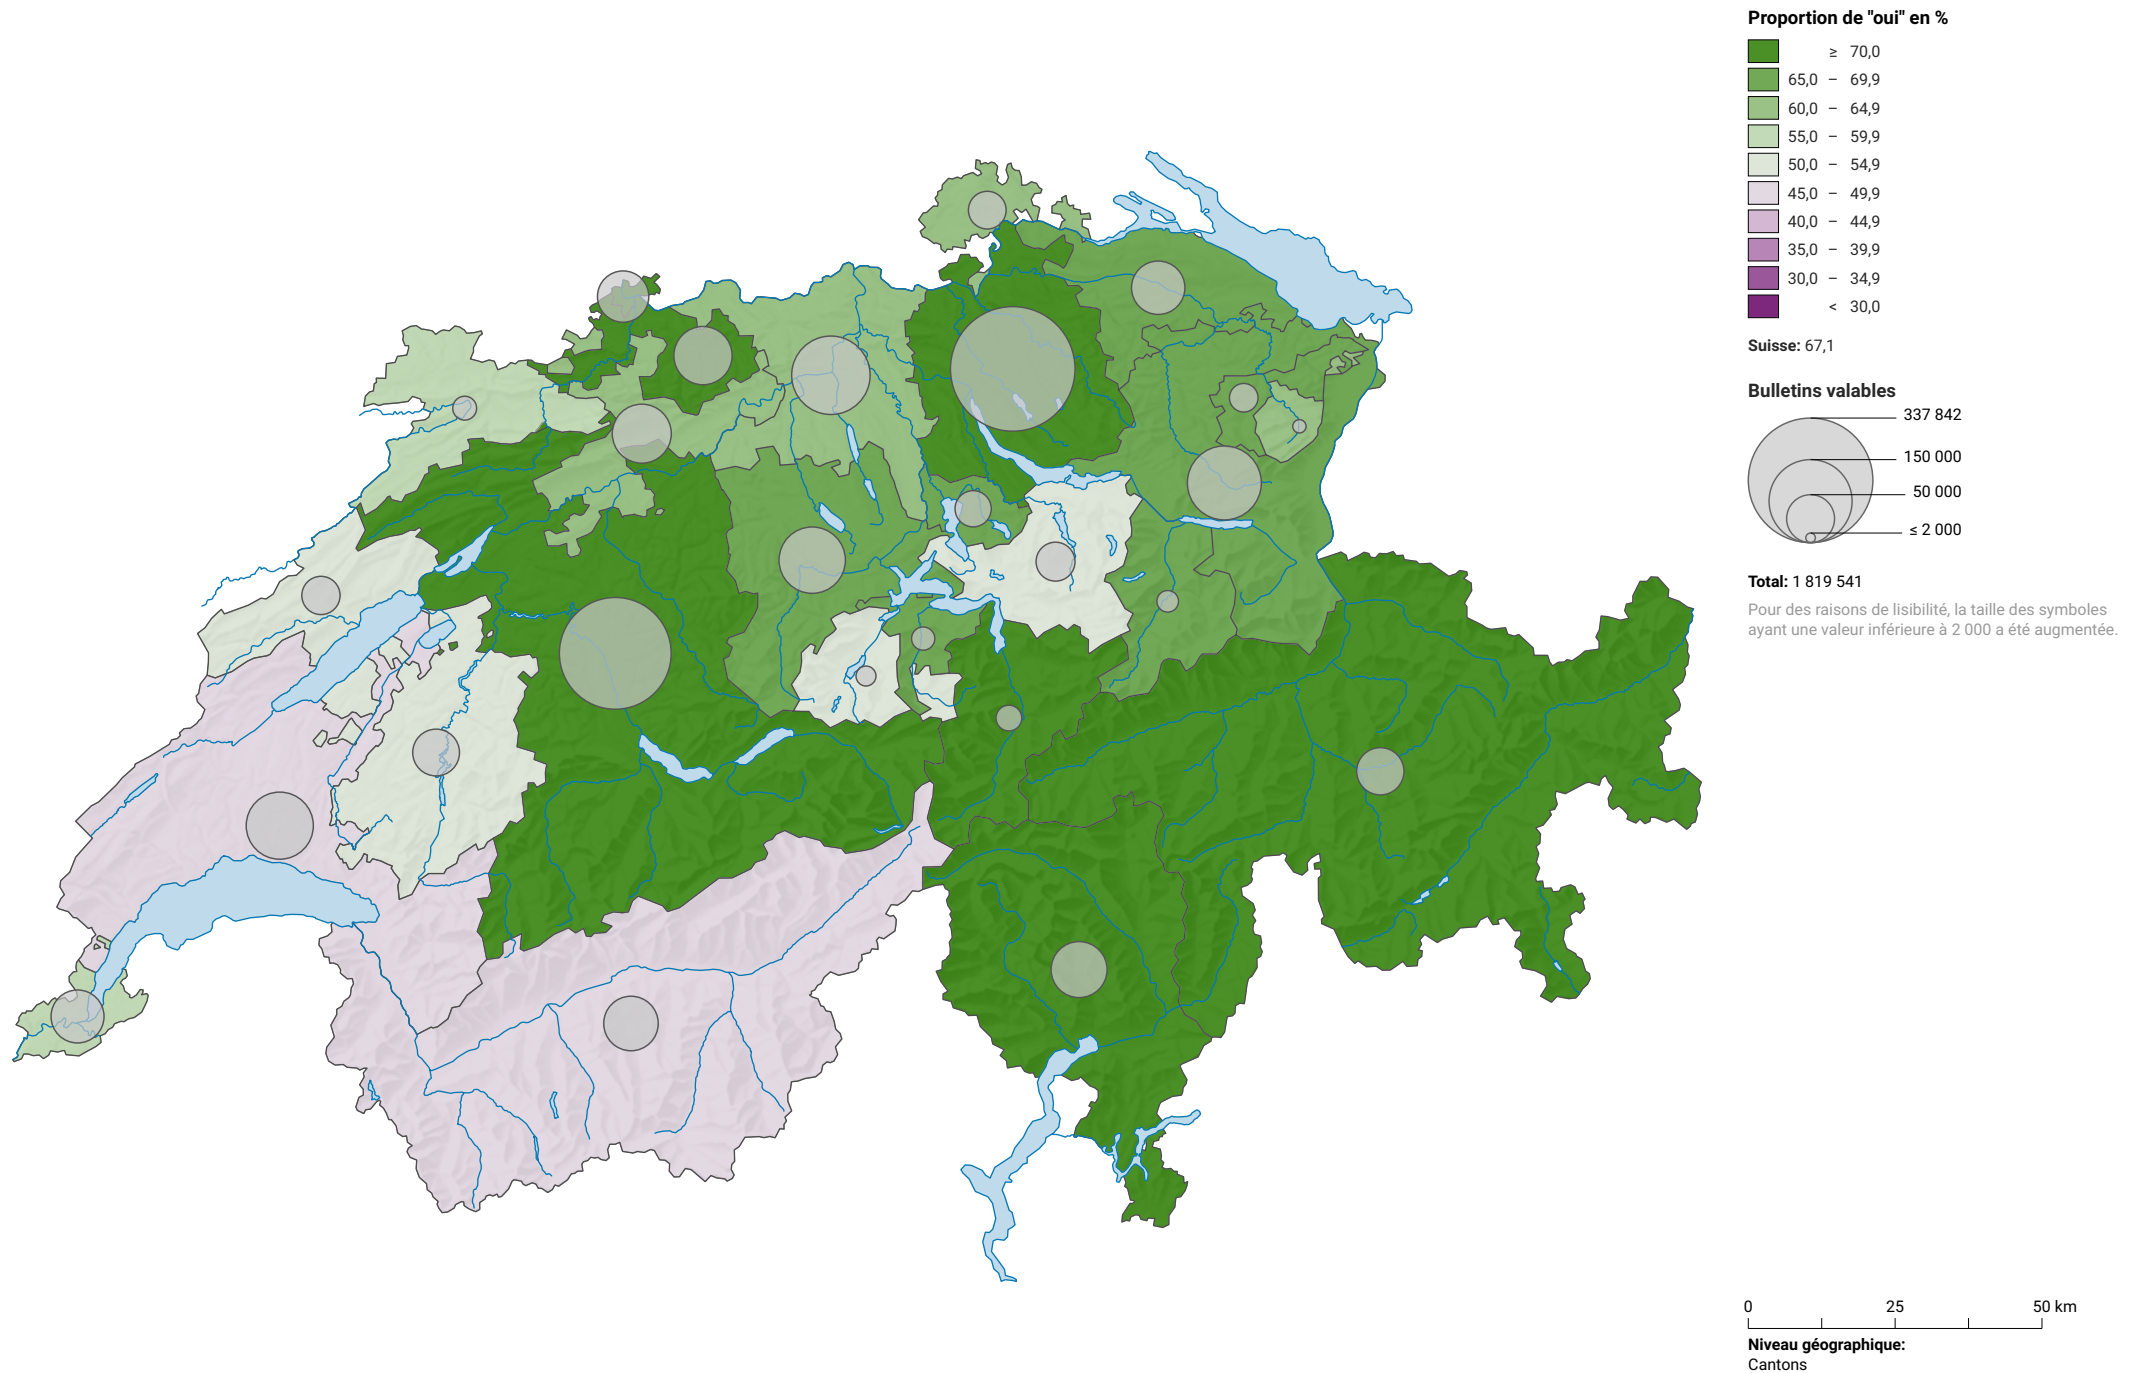 Proportion de "oui" en %
≥ 70,0
65,0 – 69,9
60,0 – 64,9
55,0 – 59,9
50,0 – 54,9
45,0 – 49,9
40,0 – 44,9
35,0 – 39,9
30,0 – 34,9
< 30,0
Suisse: 67,1
Bulletins valables
337 842
150 000
50 000
≤ 2 000
Total: 1 819 541
Pour des raisons de lisibilité, la taille des symboles
ayant une valeur inférieure à 2 000 a été augmentée.
0 25 50 km
Niveau géographique:
Cantons